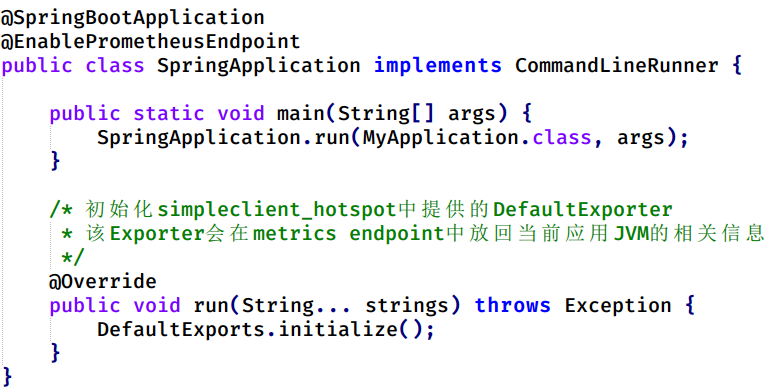 @SpringBootApplication
@EnablePrometheusEndpoint
public class SpringApplication implements CommandLineRunner {
public static void main(String[] args) {
SpringApplication.run(MyApplication.class, args);
}
/* 初始化simpleclient_hotspot中提供的DefaultExporter
* 该Exporter会在metrics endpoint中放回当前应用JVM的相关信息
*/
@Override
public void run(String... strings) throws Exception {
DefaultExports.initialize();
}
}